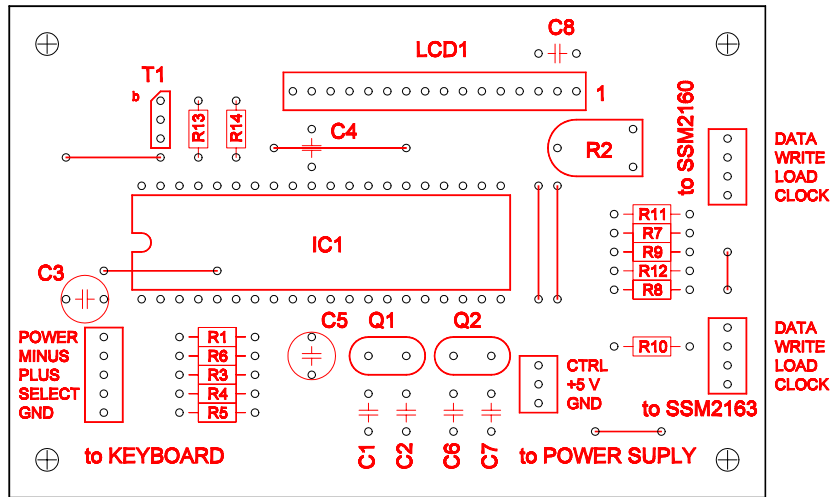 C8
LCD1
T1
b
1
R13
R14
C4
R2
to SSM2160
DATA
WRITE
LOAD
CLOCK
IC1
R11
R7
R9
R12
R8
C3
C5
Q1
Q2
POWER
MINUS
PLUS
SELECT
GND
R1
R6
R3
R4
R5
CTRL
+5 V
GND
R10
DATA
WRITE
LOAD
CLOCK
to SSM2163
C1
C2
C6
C7
to KEYBOARD
to POWER SUPLY